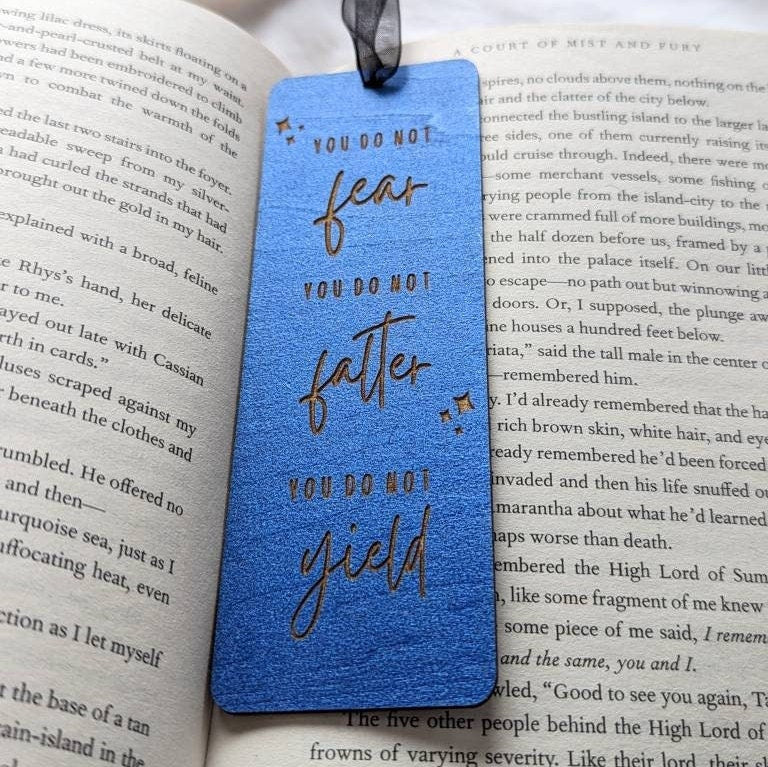 wing lilac dress, its skirts floating on a
-and-pearl-crusted belt at my waist.
owers had been embroidered to climb
nd a few more twined down the folds
to combat the warmth of the
ed the last two stairs into the foyer.
eadable sweep from my silver-
had curled the strands that had
rought out the gold in my hair.
explained with a broad, feline
Rhys's hand, her delicate
to me.
ayed out late with Cassian
rth in cards."
luses scraped against my
beneath the clothes and
rumbled. He offered no
and then—
urquoise sea, just as I
ffocating heat, even
ction as I let myself
the base of a tan
ain-island in the
YOU DO NOT
fear
YOU DO NOT
falter
YOU DO NOT
yield
A COURT OF MIST AND FURY
spires, no clouds above them, nothing on the
air and the clatter of the city below.
connected the bustling island to the larger la
ee sides, one of them currently raising its
ould cruise through. Indeed, there were mo
—some merchant vessels, some fishing
rying people from the island-city to the
were crammed full of more buildings, mo
the half dozen before us, framed by a
ened into the palace itself. On our littl
o escape—no path out but winnowing a
doors. Or, I supposed, the plunge aw
ine houses a hundred feet below.
riata," said the tall male in the center o
—remembered him.
y. I'd already remembered that the ha
rich brown skin, white hair, and eye
ready remembered he'd been forced
invaded and then his life snuffed ou
marantha about what he'd learned
haps worse than death.
embered the High Lord of Sum
, like some fragment of me knew
some piece of me said, I remem
and the same, you and I.
wled, "Good to see you again, Ta
The five other people behind the High Lord of
frowns of varying severity. Like their lord, their sk